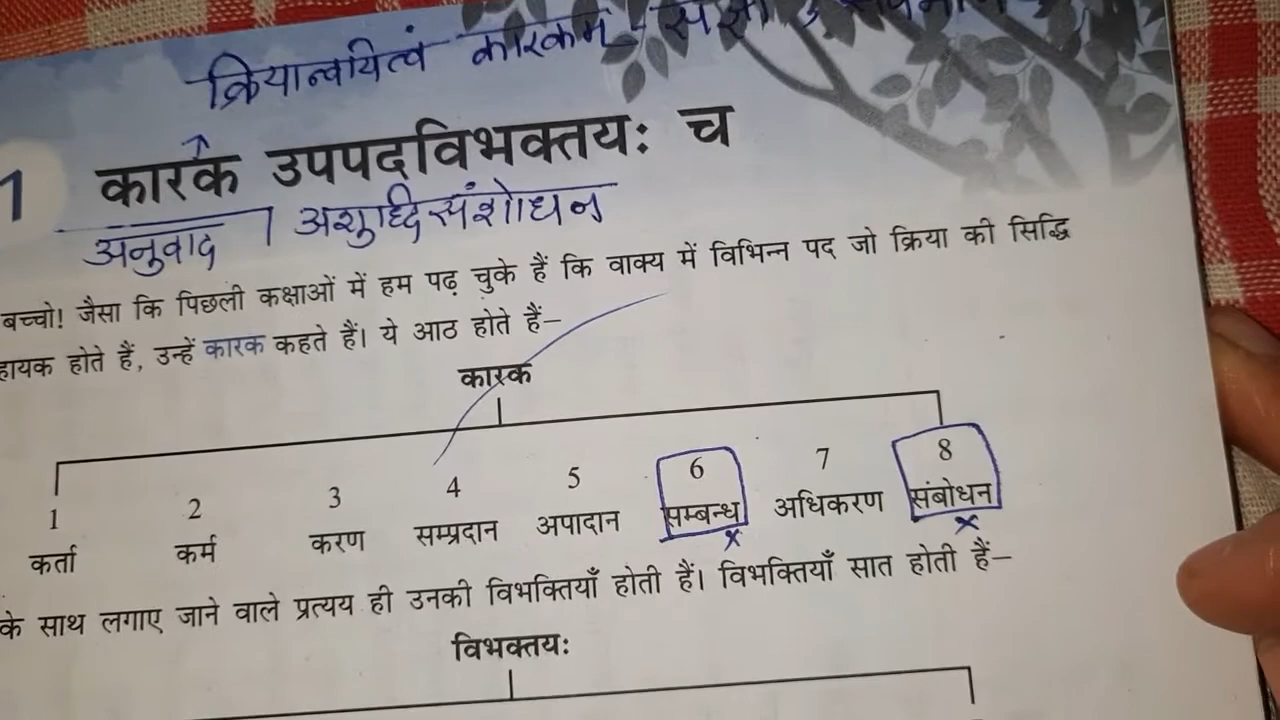 क्रियान्वयित्वं कारकम्
1 कारक उपपदविभक्तयः च
अनुवाद । अशुद्धि संशोधन
बच्चो! जैसा कि पिछली कक्षाओं में हम पढ़ चुके हैं कि वाक्य में विभिन्न पद जो क्रिया की सिद्धि
हायक होते हैं, उन्हें कारक कहते हैं। ये आठ होते हैं–
कारक
1 2 3 4 5 6 7 8
कर्ता कर्म करण सम्प्रदान अपादान सम्बन्ध अधिकरण संबोधन
के साथ लगाए जाने वाले प्रत्यय ही उनकी विभक्तियाँ होती हैं। विभक्तियाँ सात होती हैं–
विभक्तयः